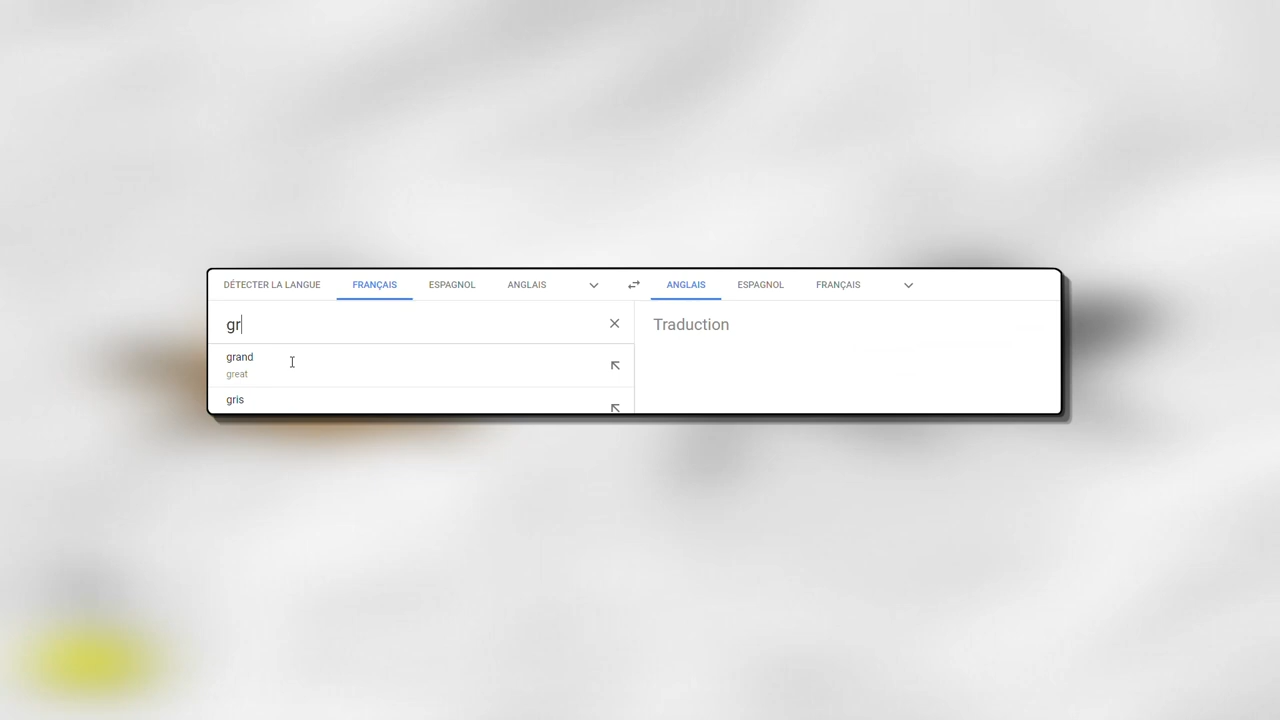 DÉTECTER LA LANGUE FRANÇAIS ESPAGNOL ANGLAIS ANGLAIS ESPAGNOL FRANÇAIS
gr Traduction
grand
great
gris